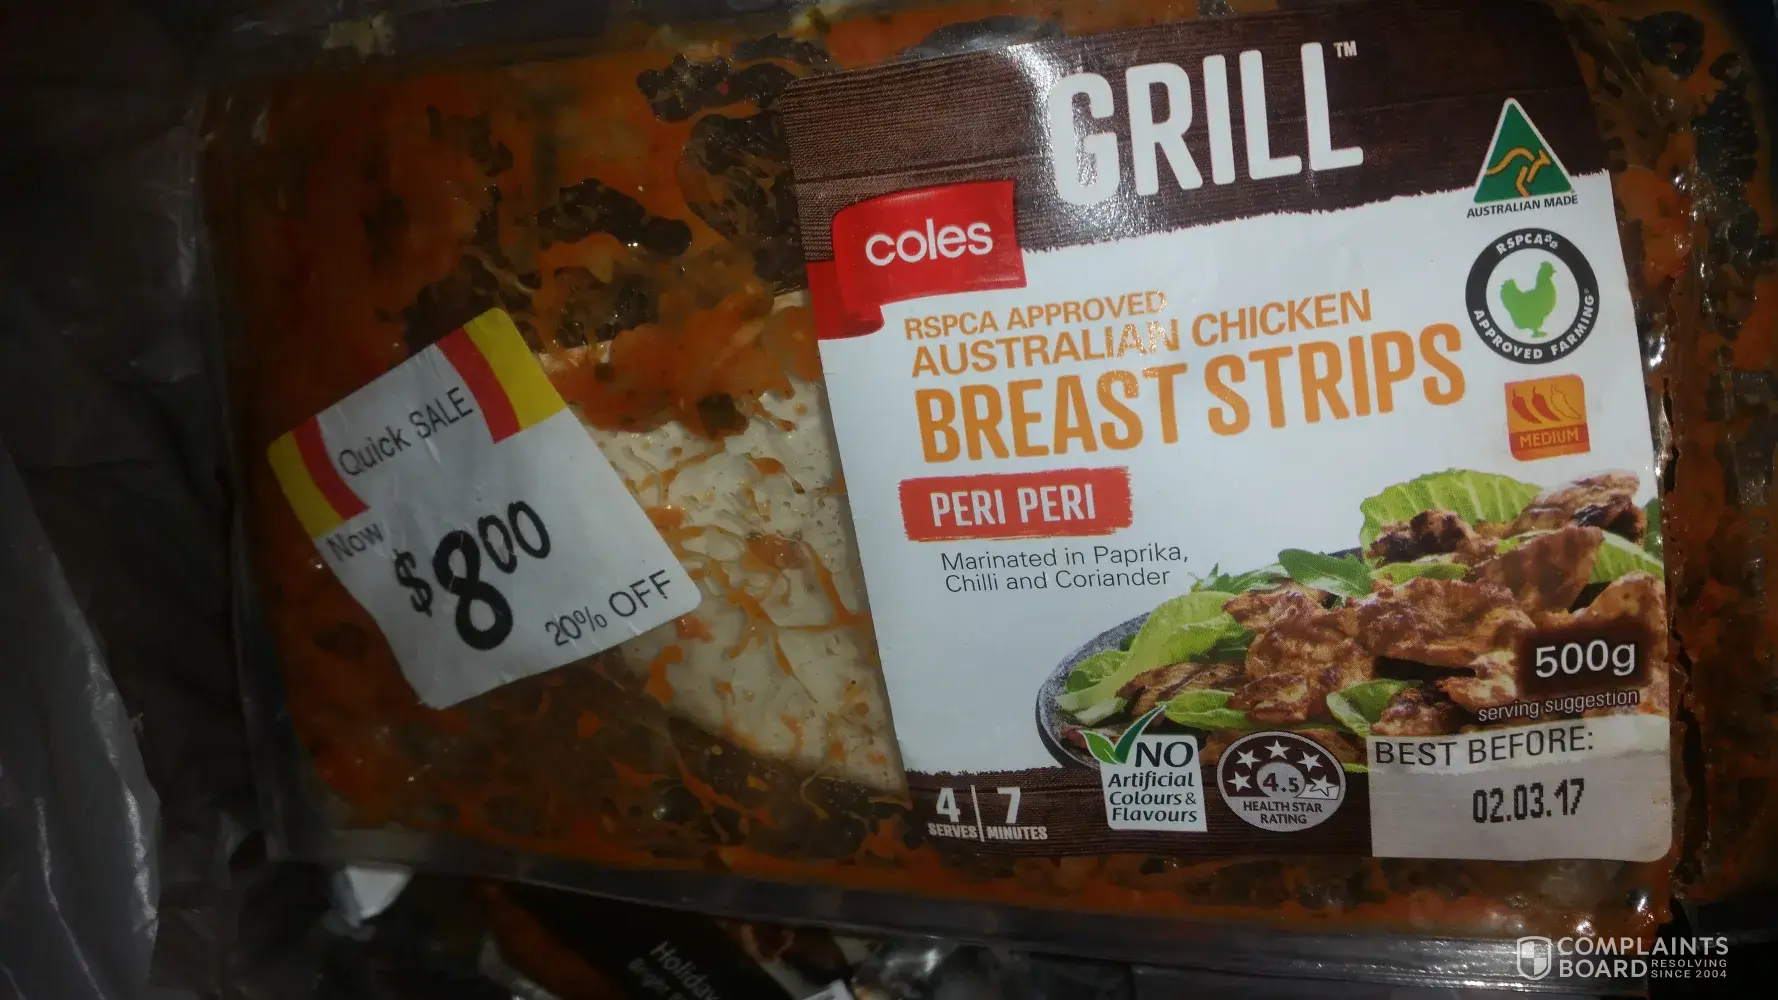 GRILL™
coles
AUSTRALIAN MADE
RSPCA
APPROVED FARMING
RSPCA APPROVED
AUSTRALIAN CHICKEN
BREAST STRIPS
MEDIUM
PERI PERI
Marinated in Paprika,
Chilli and Coriander
Quick SALE
Now
$8.00
20% OFF
500g
serving suggestion
BEST BEFORE:
02.03.17
4 SERVES
7 MINUTES
NO
Artificial
Colours &
Flavours
4.5
HEALTH STAR
RATING
Holiday
COMPLAINTS
BOARD RESOLVING
SINCE 2004